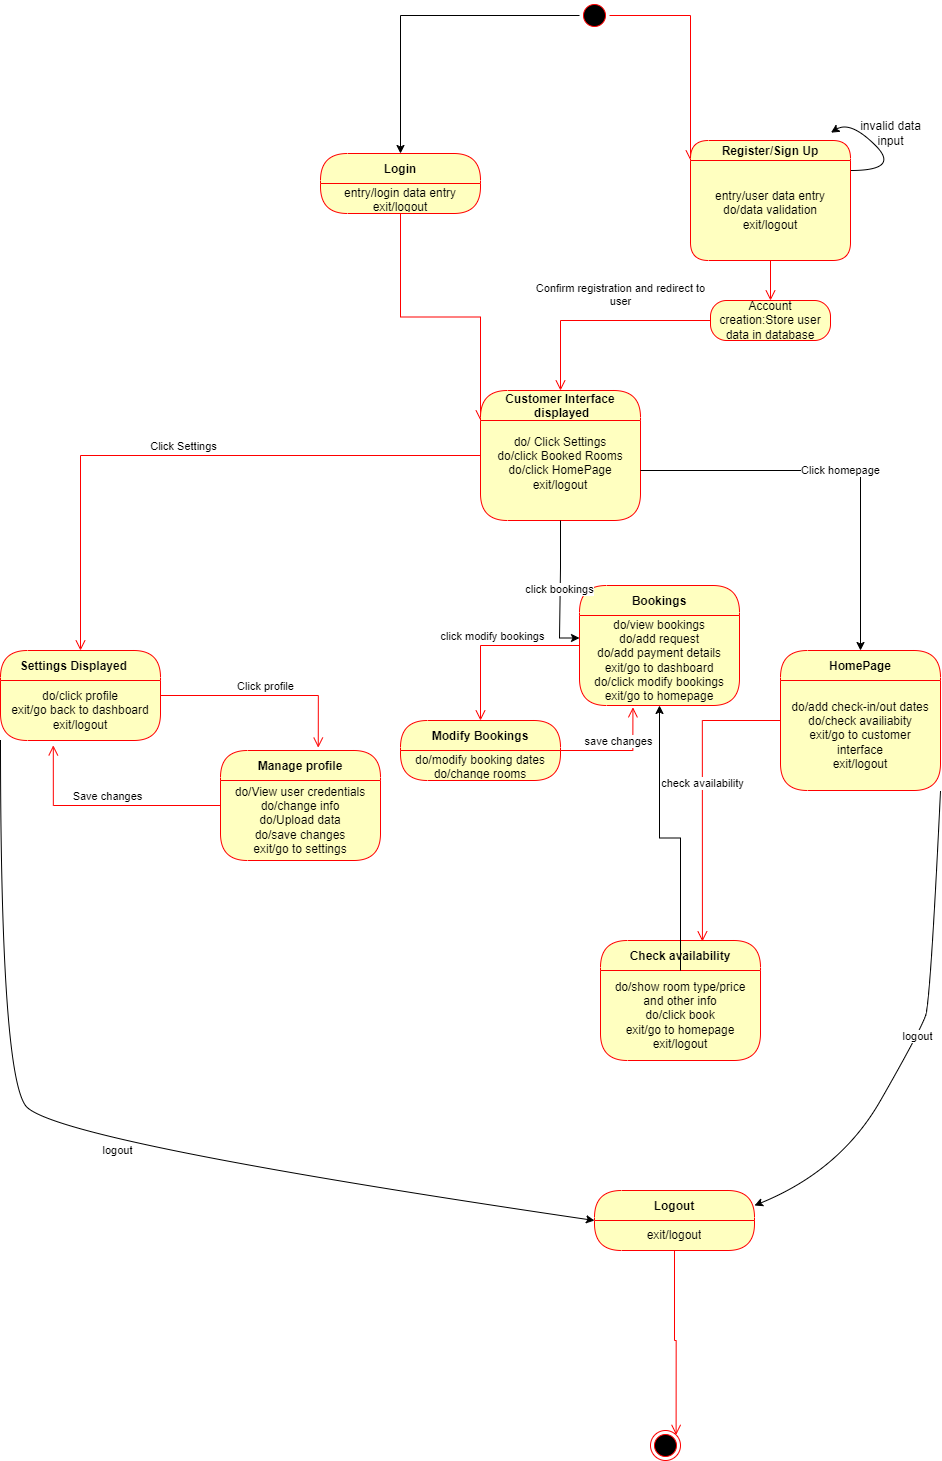 invalid data
input
Register/Sign Up
entry/user data entry
do/data validation
exit/logout
Login
entry/login data entry
exit/logout
Confirm registration and redirect to
user
Account
creation:Store user
data in database
Customer Interface
displayed
do/ Click Settings
do/click Booked Rooms
do/click HomePage
exit/logout
Click Settings
Click homepage
click bookings
Bookings
do/view bookings
do/add request
do/add payment details
exit/go to dashboard
do/click modify bookings
exit/go to homepage
click modify bookings
Settings Displayed
do/click profile
exit/go back to dashboard
exit/logout
Click profile
HomePage
do/add check-in/out dates
do/check availiabity
exit/go to customer
interface
exit/logout
Modify Bookings
do/modify booking dates
do/change rooms
save changes
Manage profile
do/View user credentials
do/change info
do/Upload data
do/save changes
exit/go to settings
Save changes
check availability
Check availability
do/show room type/price
and other info
do/click book
exit/go to homepage
exit/logout
logout
logout
Logout
exit/logout